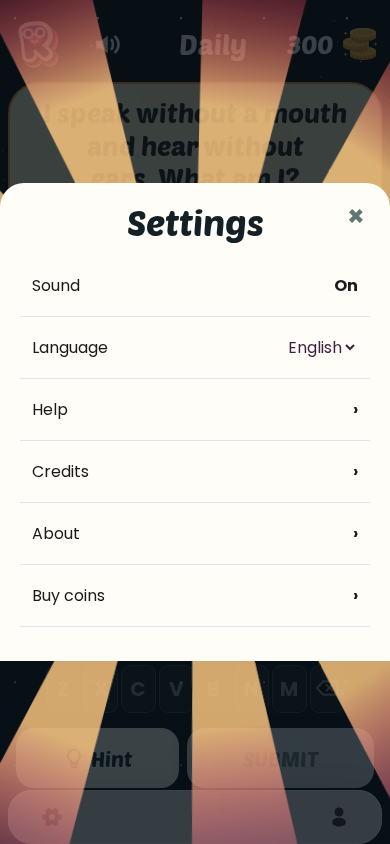 Daily
300
I speak without a mouth
and hear without
ears. What am I?
Settings
Sound On
Language English
Help
Credits
About
Buy coins
Z X C V B N M
Hint
SUBMIT